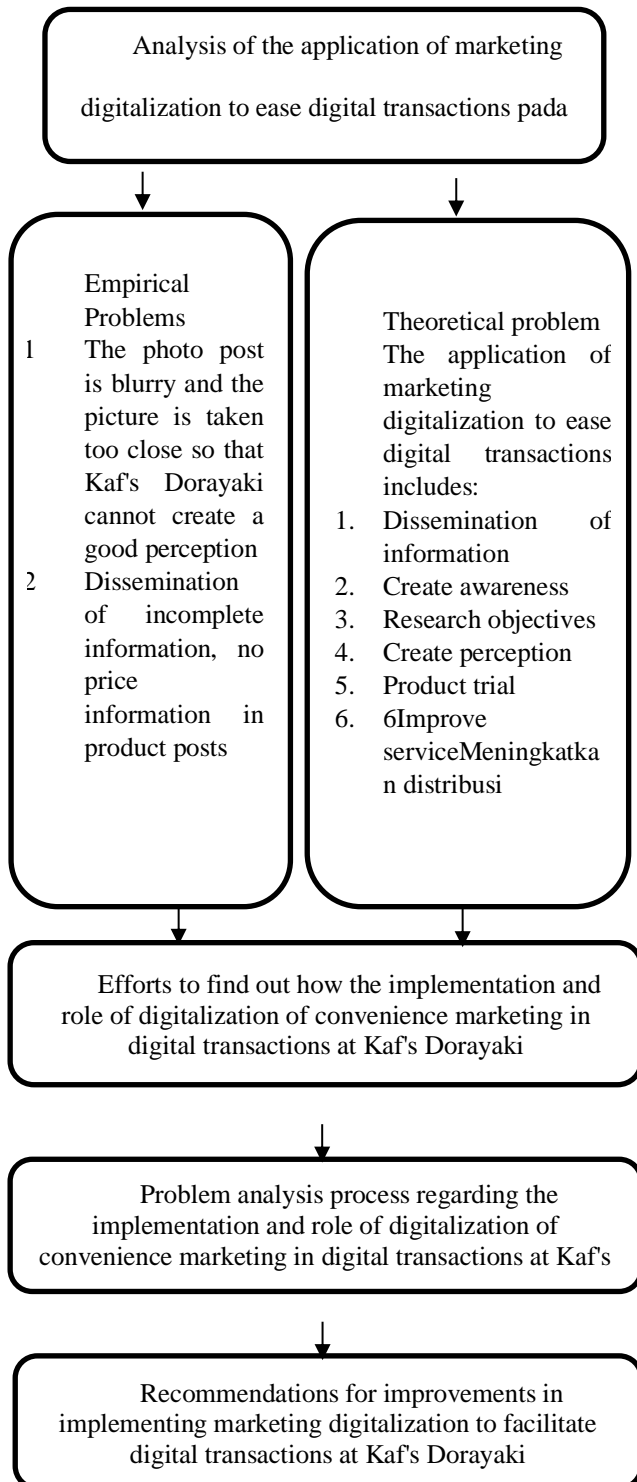 Analysis of the application of marketing
digitalization to ease digital transactions pada
Empirical
Problems
1 The photo post
is blurry and the
picture is taken
too close so that
Kaf's Dorayaki
cannot create a
good perception
2 Dissemination
of incomplete
information, no
price
information in
product posts
Theoretical problem
The application of
marketing
digitalization to ease
digital transactions
includes:
1. Dissemination of
information
2. Create awareness
3. Research objectives
4. Create perception
5. Product trial
6. 6Improve
serviceMeningkatka
n distribusi
Efforts to find out how the implementation and
role of digitalization of convenience marketing in
digital transactions at Kaf's Dorayaki
Problem analysis process regarding the
implementation and role of digitalization of
convenience marketing in digital transactions at Kaf's
Recommendations for improvements in
implementing marketing digitalization to facilitate
digital transactions at Kaf's Dorayaki